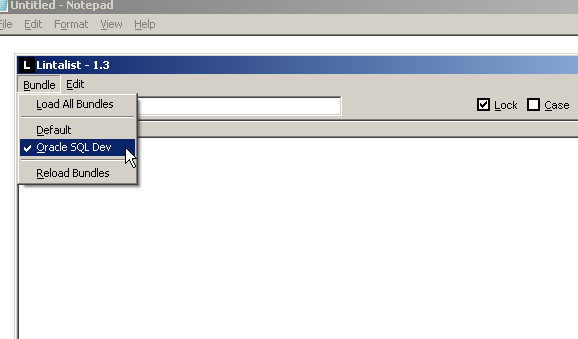 Untitled - Notepad
File Edit Format View Help
L Lintalist - 1.3
Bundle Edit
Load All Bundles
Lock Case
Default
Oracle SQL Dev
Reload Bundles